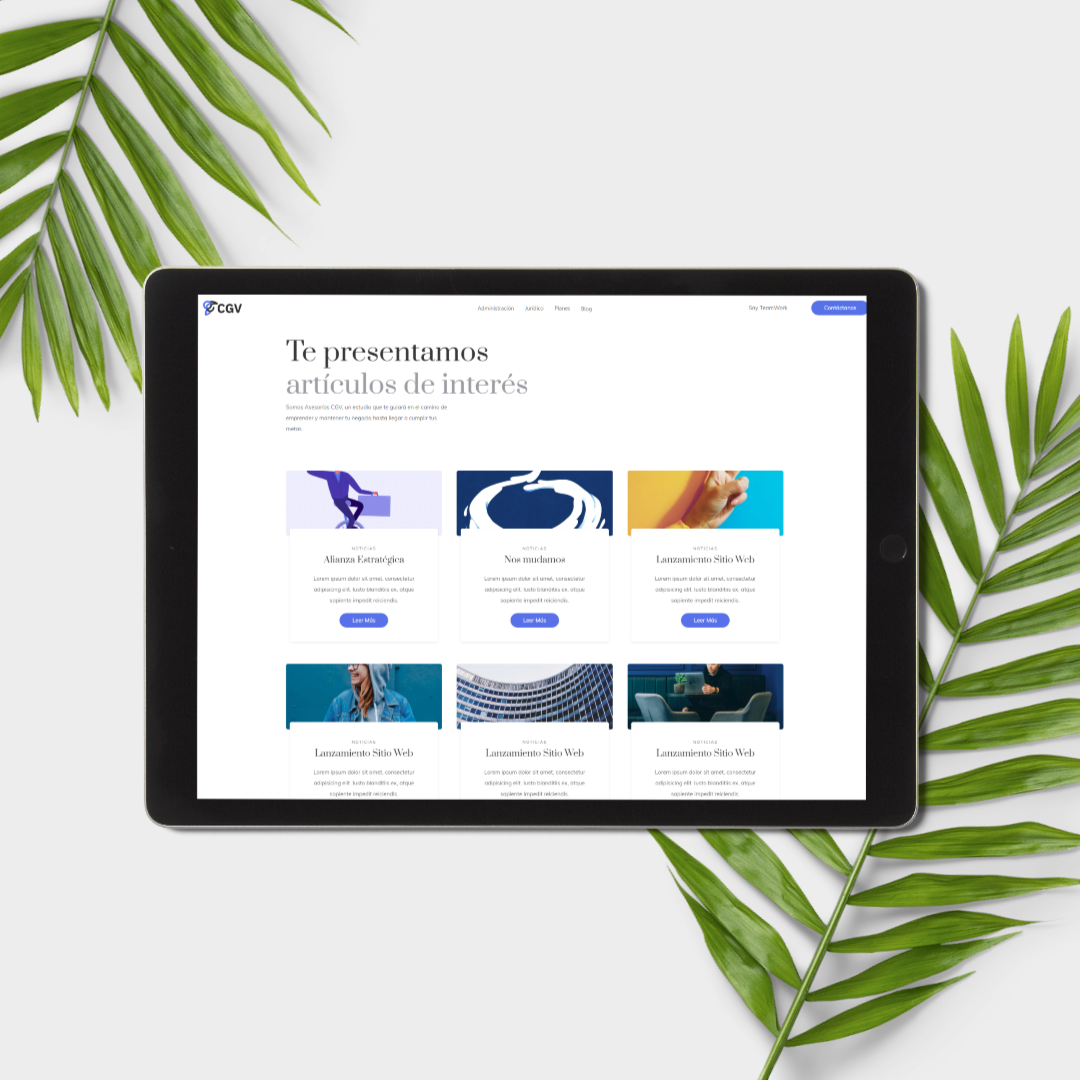 CGV
Administración Jurídico Planes Blog
Soy TeamWork
Contáctanos
Te presentamos
artículos de interés
Somos Asesorías CGV, un estudio que te guiará en el camino de
emprender y mantener tu negocio hasta llegar a cumplir tus
metas.
NOTICIAS
Alianza Estratégica
Lorem ipsum dolor sit amet, consectetur
adipisicing elit. Iusto blanditiis ex, atque
sapiente impedit reiciendis.
Leer Más
NOTICIAS
Nos mudamos
Lorem ipsum dolor sit amet, consectetur
adipisicing elit. Iusto blanditiis ex, atque
sapiente impedit reiciendis.
Leer Más
NOTICIAS
Lanzamiento Sitio Web
Lorem ipsum dolor sit amet, consectetur
adipisicing elit. Iusto blanditiis ex, atque
sapiente impedit reiciendis.
Leer Más
NOTICIAS
Lanzamiento Sitio Web
Lorem ipsum dolor sit amet, consectetur
adipisicing elit. Iusto blanditiis ex, atque
sapiente impedit reiciendis.
NOTICIAS
Lanzamiento Sitio Web
Lorem ipsum dolor sit amet, consectetur
adipisicing elit. Iusto blanditiis ex, atque
sapiente impedit reiciendis.
NOTICIAS
Lanzamiento Sitio Web
Lorem ipsum dolor sit amet, consectetur
adipisicing elit. Iusto blanditiis ex, atque
sapiente impedit reiciendis.